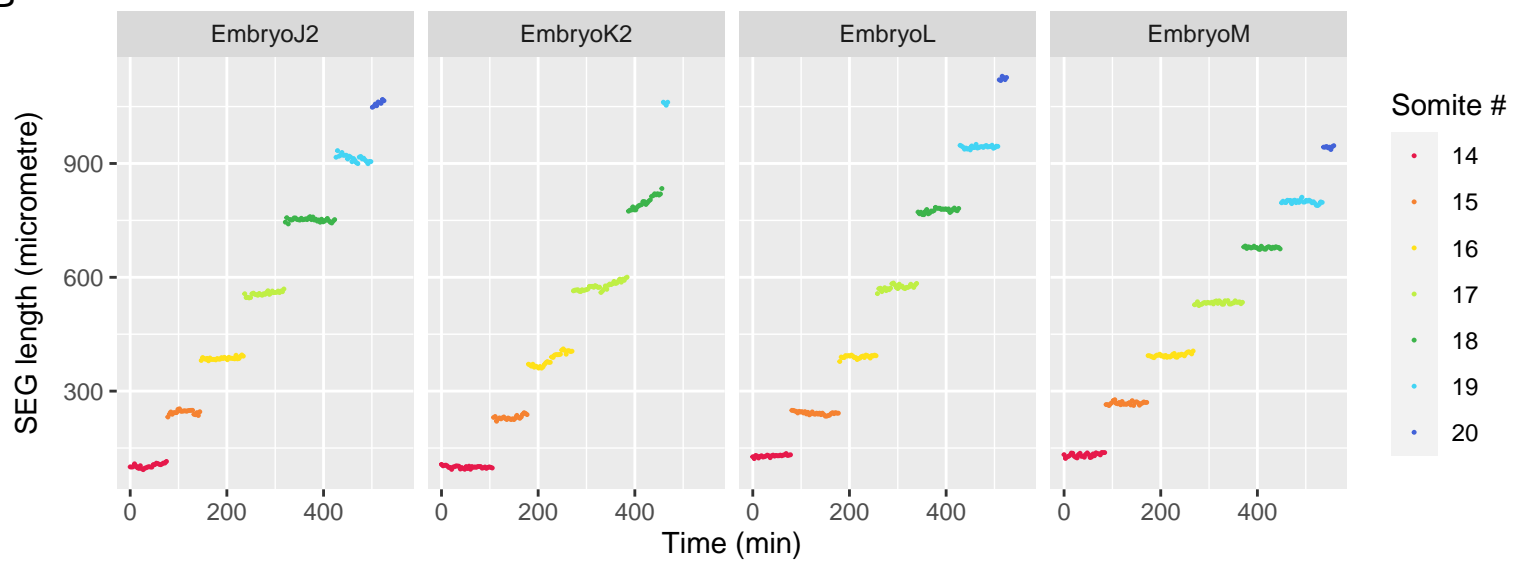 EmbryoJ2 EmbryoK2 EmbryoL EmbryoM
SEG length (micrometre)
900
600
300
0 200 400 0 200 400 0 200 400 0 200 400
Time (min)
Somite #
14
15
16
17
18
19
20